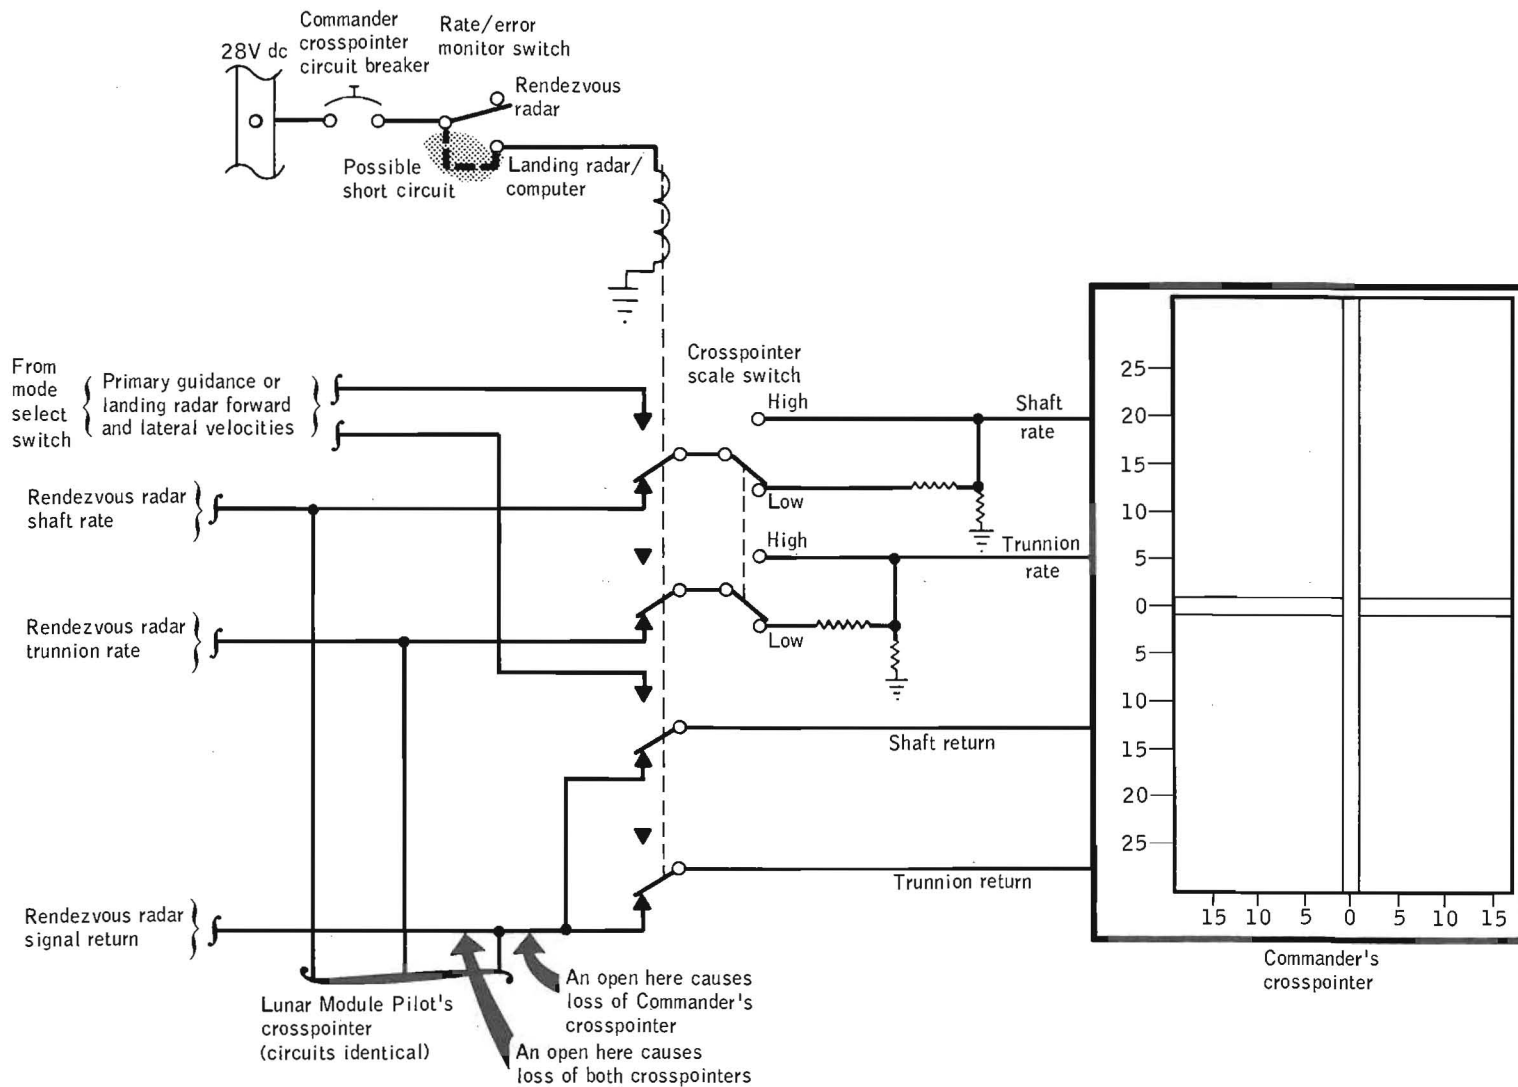 28V dc
Commander
crosspointer
circuit breaker
Rate/error
monitor switch
Rendezvous
radar
Possible
short circuit
Landing radar/
computer
From
mode
select
switch
Primary guidance or
landing radar forward
and lateral velocities
Rendezvous radar
shaft rate
Rendezvous radar
trunnion rate
Rendezvous radar
signal return
Crosspointer
scale switch
High
Low
High
Low
Shaft
rate
Trunnion
rate
Shaft return
Trunnion return
25
20
15
10
5
0
5
10
15
20
25
15 10 5 0 5 10 15
Commander's
crosspointer
Lunar Module Pilot's
crosspointer
(circuits identical)
An open here causes
loss of Commander's
crosspointer
An open here causes
loss of both crosspointers